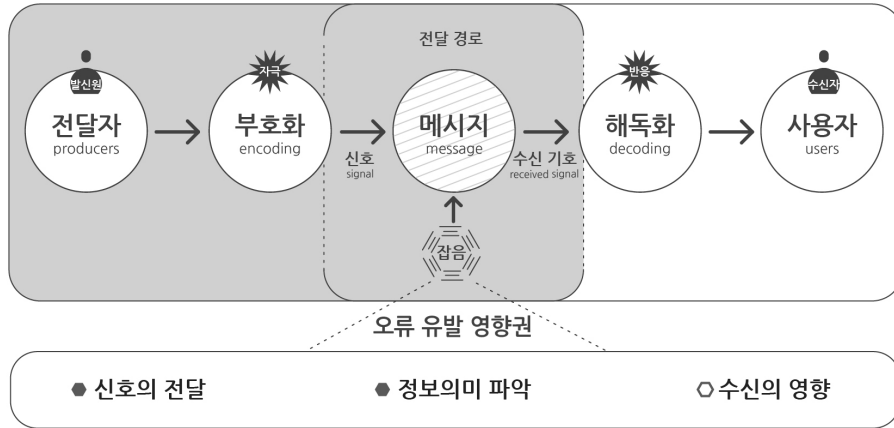 전달 경로
발신원
전달자
producers
자극
부호화
encoding
신호
signal
메시지
message
수신 기호
received signal
반응
해독화
decoding
수신자
사용자
users
잡음
오류 유발 영향권
신호의 전달
정보의미 파악
수신의 영향